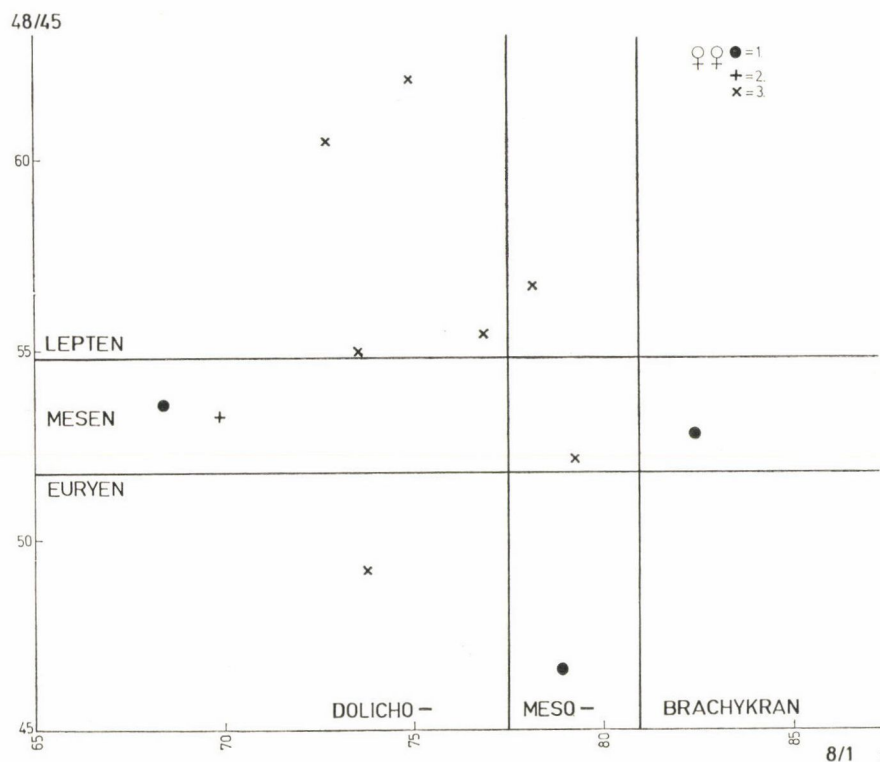 48/45
♀♀ ● = 1.
+ = 2.
× = 3.
60
55
LEPTEN
MESEN
EURYEN
50
45
DOLICHO –
MESO –
BRACHYKRAN
65
70
75
80
85
8/1